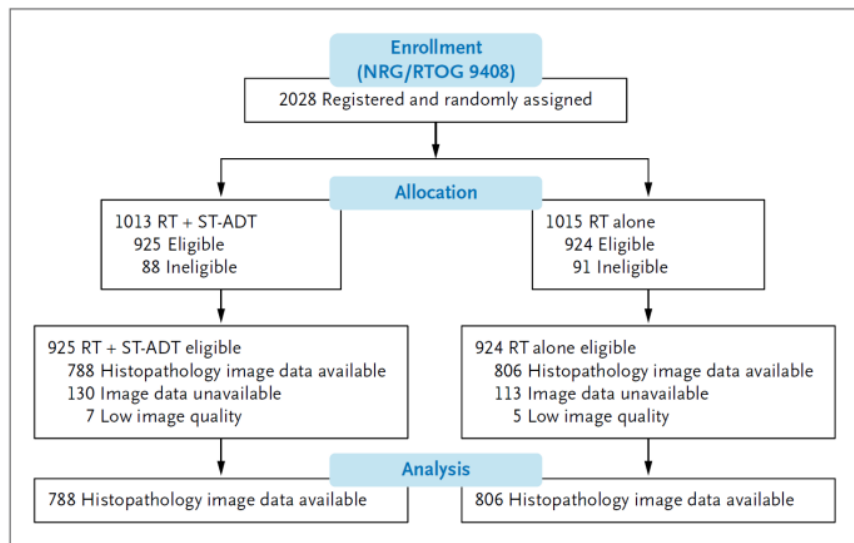 Enrollment
(NRG/RTOG 9408)
2028 Registered and randomly assigned
Allocation
1013 RT + ST-ADT
925 Eligible
88 Ineligible
1015 RT alone
924 Eligible
91 Ineligible
925 RT + ST-ADT eligible
788 Histopathology image data available
130 Image data unavailable
7 Low image quality
924 RT alone eligible
806 Histopathology image data available
113 Image data unavailable
5 Low image quality
Analysis
788 Histopathology image data available
806 Histopathology image data available